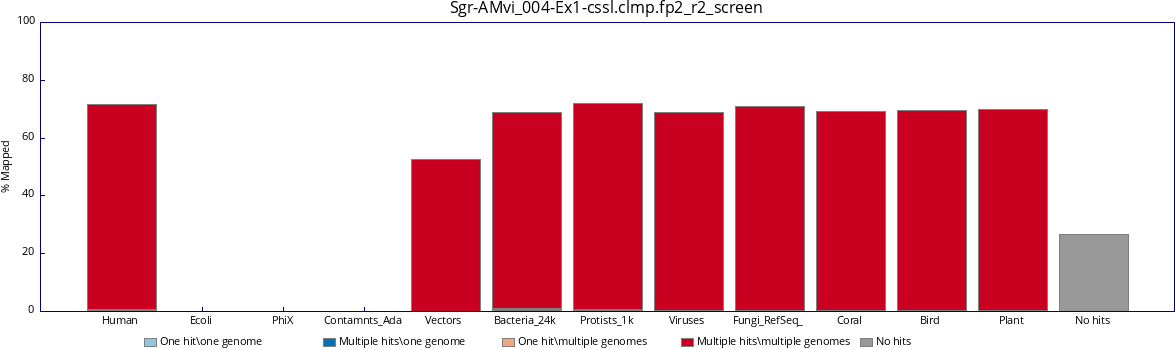 Sgr-AMvi_004-Ex1-cssl.clmp.fp2_r2_screen
100
80
60
40
20
0
% Mapped
Human Ecoli PhiX Contamnts_Ada Vectors Bacteria_24k Protists_1k Viruses Fungi_RefSeq_ Coral Bird Plant No hits
One hit\one genome Multiple hits\one genome One hit\multiple genomes Multiple hits\multiple genomes No hits